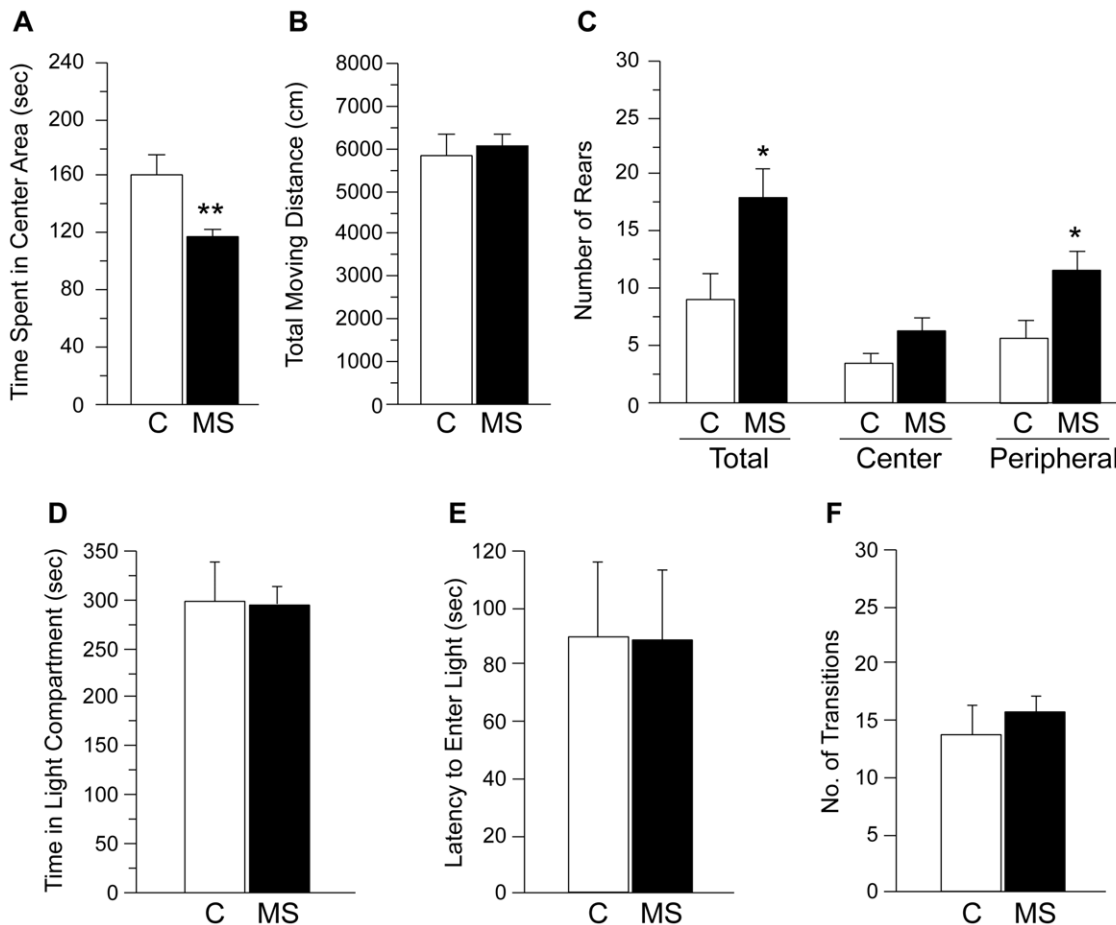 A
Time Spent in Center Area (sec)
240
200
160
120
80
40
0
**
C MS
B
Total Moving Distance (cm)
8000
7000
6000
5000
4000
3000
2000
1000
0
C MS
C
Number of Rears
30
25
20
15
10
5
0
*
*
C MS C MS C MS
Total Center Peripheral
D
Time in Light Compartment (sec)
350
300
250
200
150
100
50
0
C MS
E
Latency to Enter Light (sec)
120
100
80
60
40
20
0
C MS
F
No. of Transitions
30
25
20
15
10
5
0
C MS